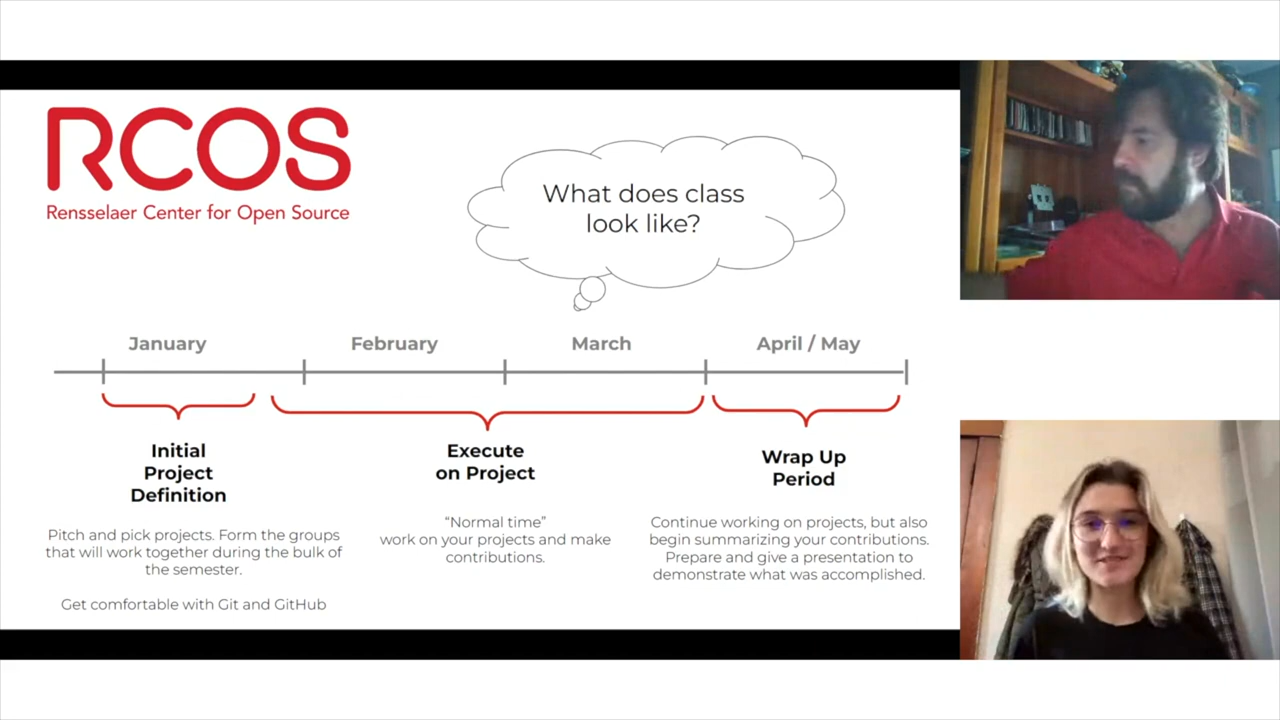 RCOS
Rensselaer Center for Open Source
What does class
look like?
January
February
March
April / May
Initial
Project
Definition
Pitch and pick projects. Form the groups
that will work together during the bulk of
the semester.
Get comfortable with Git and GitHub
Execute
on Project
“Normal time”
work on your projects and make
contributions.
Wrap Up
Period
Continue working on projects, but also
begin summarizing your contributions.
Prepare and give a presentation to
demonstrate what was accomplished.